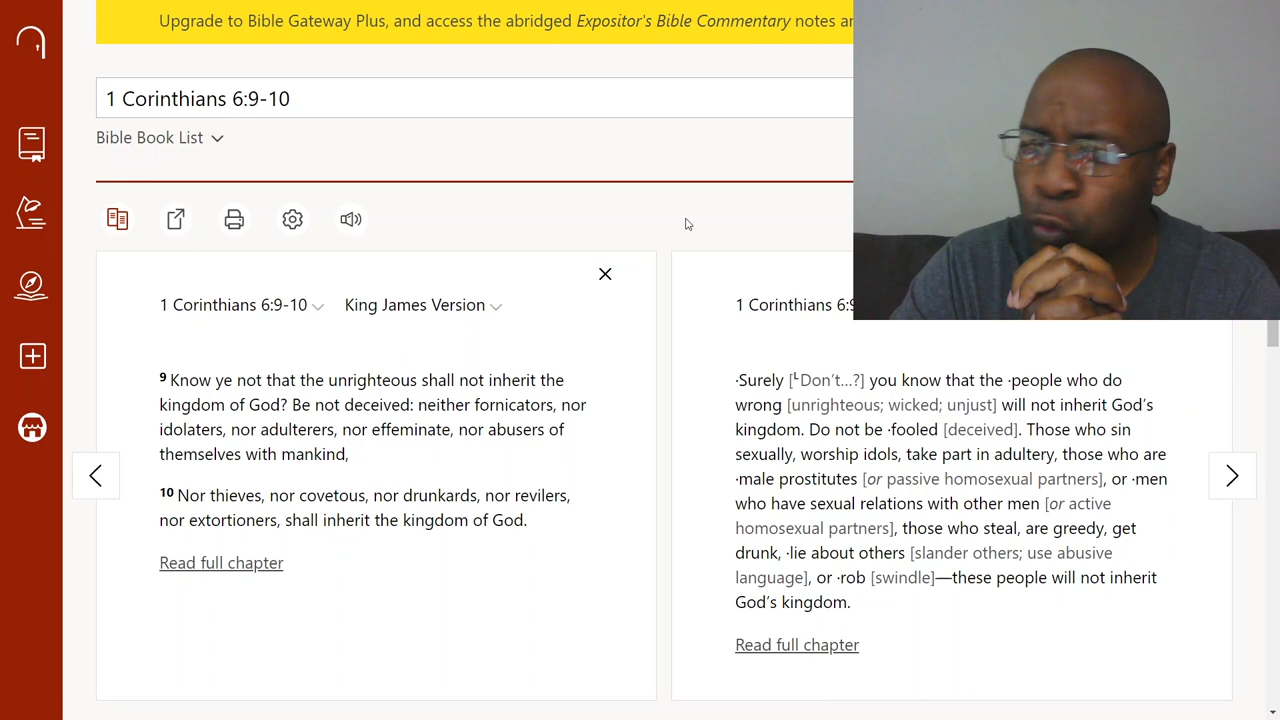 Upgrade to Bible Gateway Plus, and access the abridged Expositor's Bible Commentary notes
1 Corinthians 6:9-10
Bible Book List
1 Corinthians 6:9-10 King James Version
9 Know ye not that the unrighteous shall not inherit the
kingdom of God? Be not deceived: neither fornicators, nor
idolaters, nor adulterers, nor effeminate, nor abusers of
themselves with mankind,
10 Nor thieves, nor covetous, nor drunkards, nor revilers,
nor extortioners, shall inherit the kingdom of God.
Read full chapter
1 Corinthians 6:9
·Surely [ᴸDon't…?] you know that the ·people who do
wrong [unrighteous; wicked; unjust] will not inherit God's
kingdom. Do not be ·fooled [deceived]. Those who sin
sexually, worship idols, take part in adultery, those who are
·male prostitutes [or passive homosexual partners], or ·men
who have sexual relations with other men [or active
homosexual partners], those who steal, are greedy, get
drunk, ·lie about others [slander others; use abusive
language], or ·rob [swindle]—these people will not inherit
God's kingdom.
Read full chapter